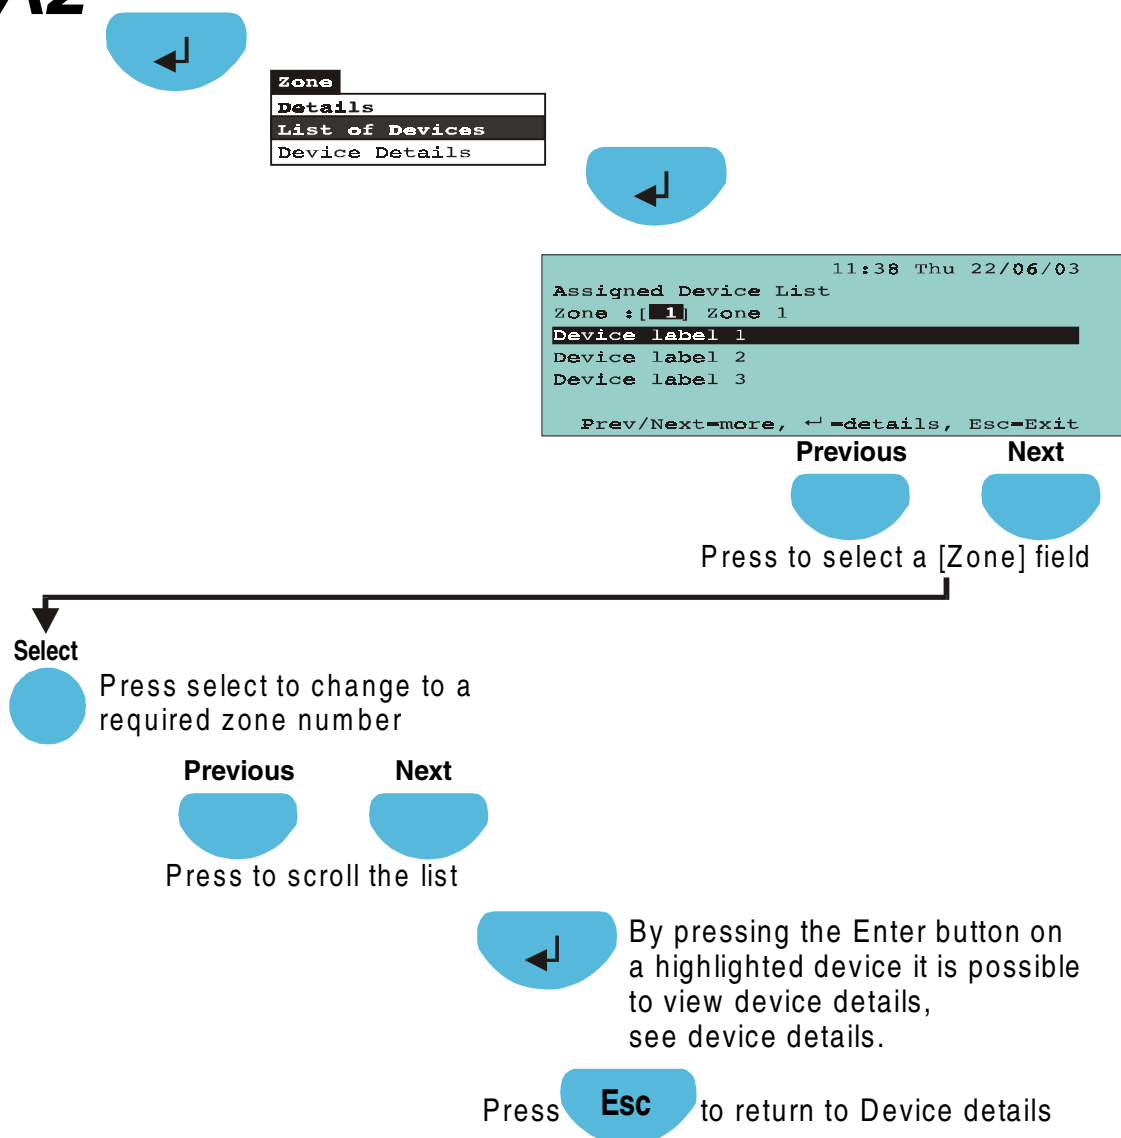 Zone
Details
List of Devices
Device Details
11:38 Thu 22/06/03
Assigned Device List
Zone :[ 1] Zone 1
Device label 1
Device label 2
Device label 3
Prev/Next=more, ↵=details, Esc=Exit
Previous Next
Press to select a [Zone] field
Select
Press select to change to a
required zone number
Previous Next
Press to scroll the list
By pressing the Enter button on
a highlighted device it is possible
to view device details,
see device details.
Press Esc to return to Device details